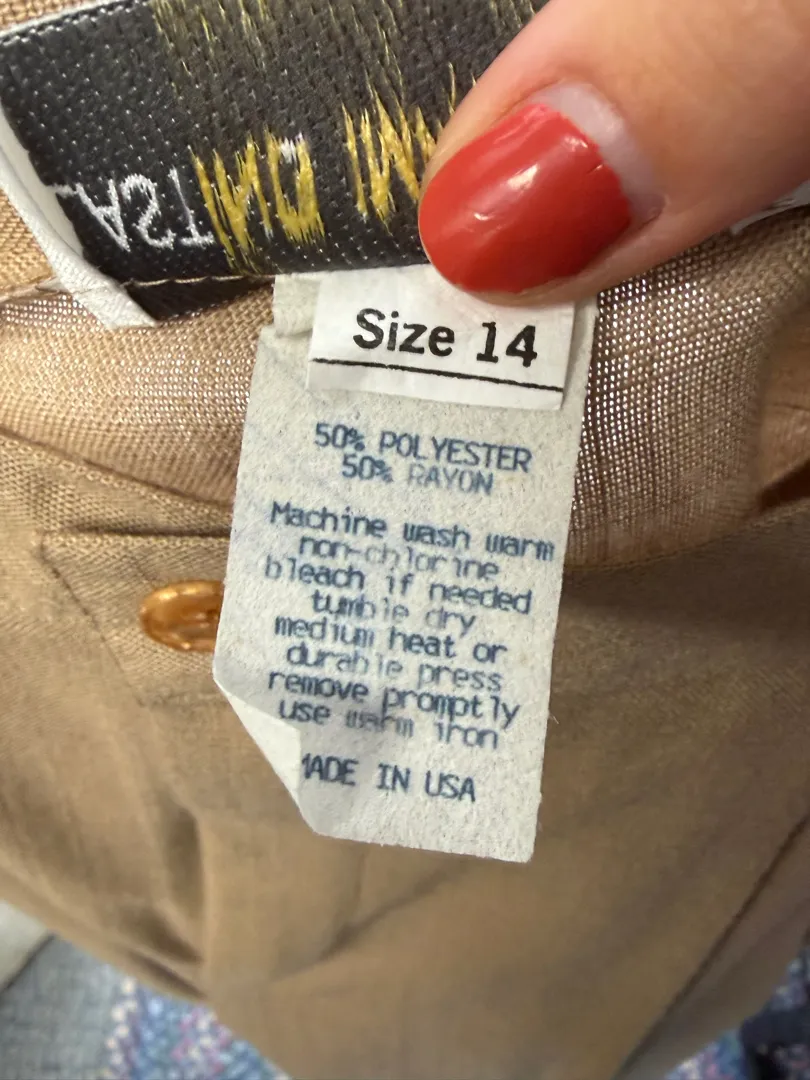 Size 14
50% POLYESTER
50% RAYON
Machine wash warm
non-chlorine
bleach if needed
tumble dry
medium heat or
durable press
remove promptly
use warm iron
MADE IN USA